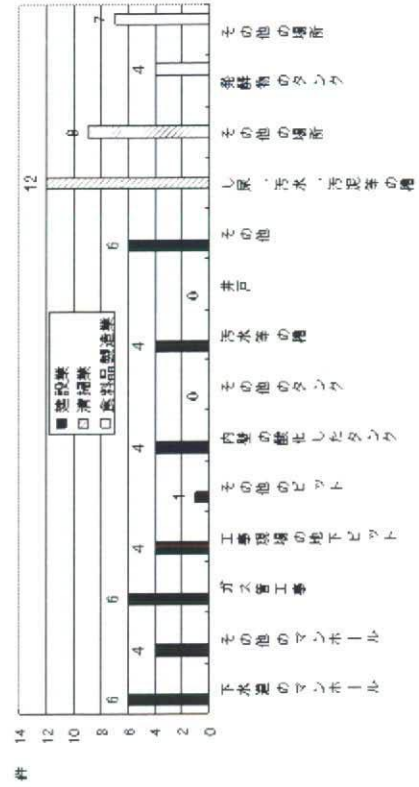 件
14
12
10
8
6
4
2
0
■建設業
▨清掃業
□食料品製造業
6
4
6
4
1
4
0
4
0
6
12
4
7
下水道のマンホール
その他のマンホール
ガス管工事
工事現場の地下ピット
その他のピット
内壁の酸化したタンク
その他のタンク
汚水等の槽
井戸
その他
し尿、汚水、汚泥等の槽
その他の場所
発酵物のタンク
その他の場所